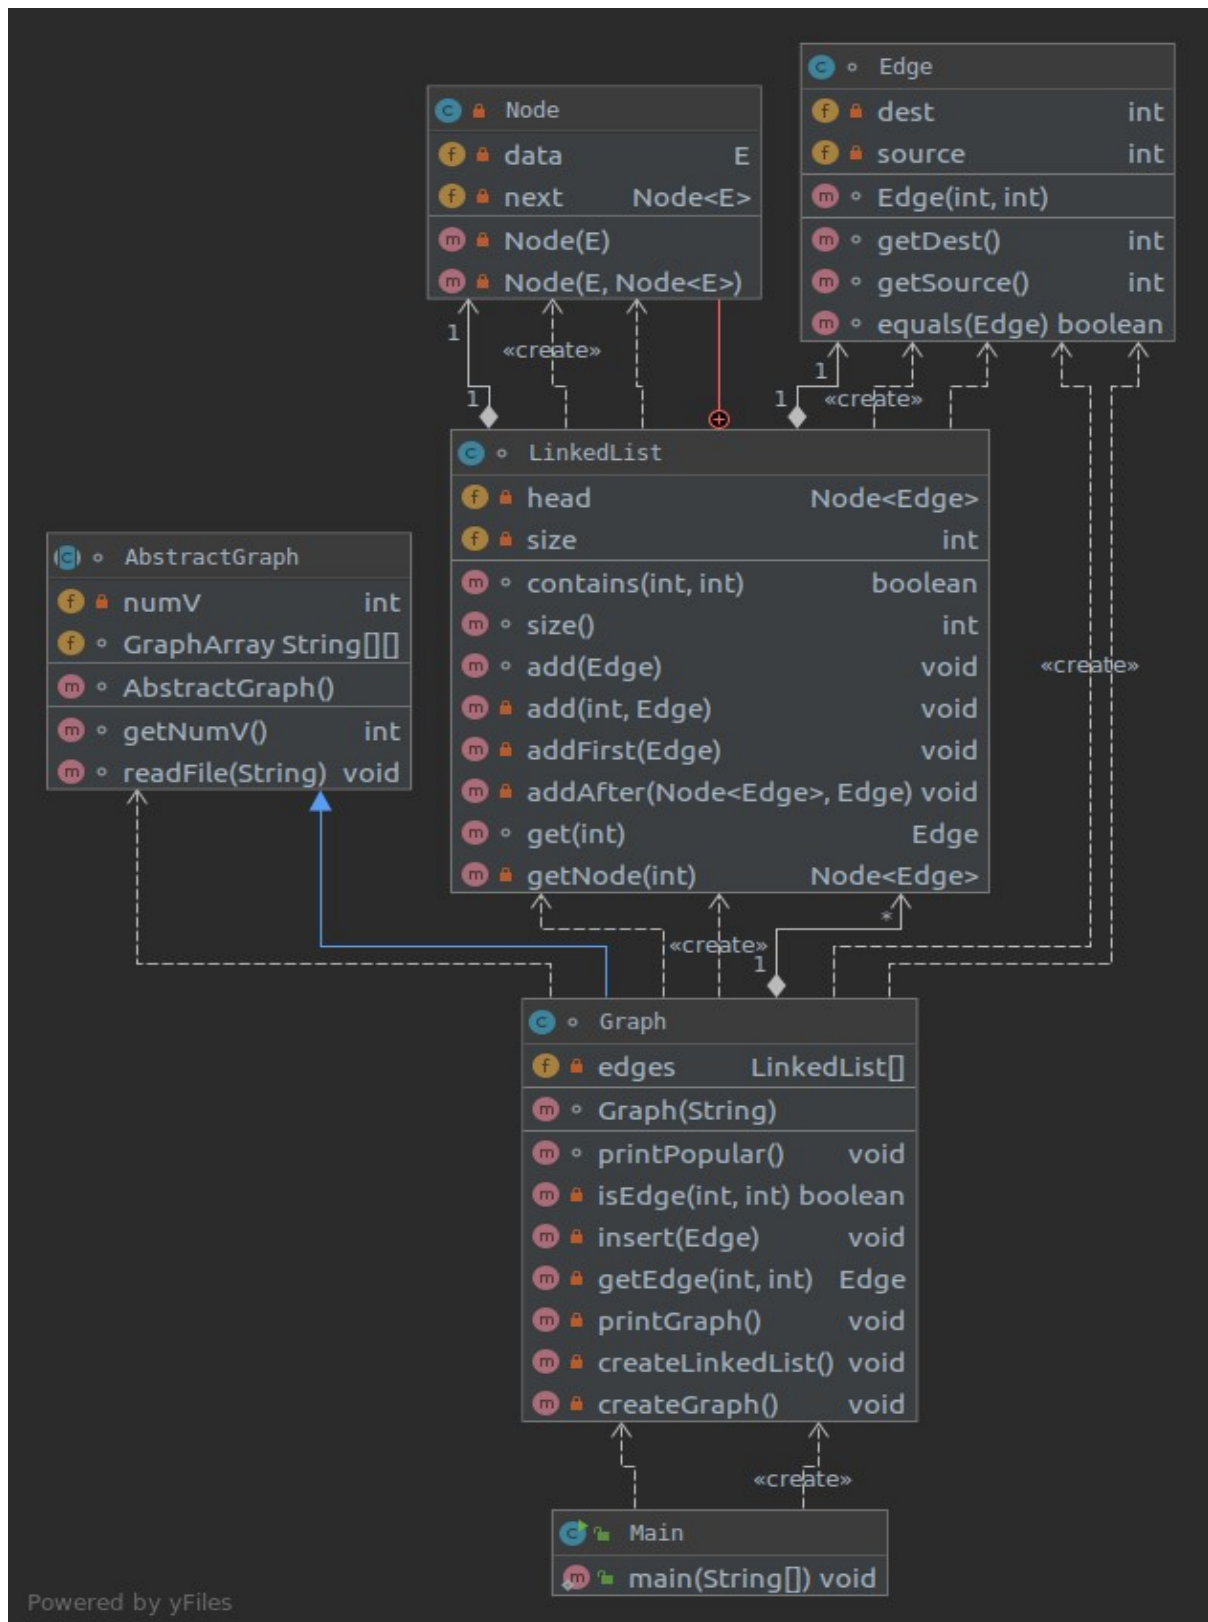 Edge
dest int
source int
Edge(int, int)
getDest() int
getSource() int
equals(Edge) boolean
Node
data E
next Node<E>
Node(E)
Node(E, Node<E>)
1
«create»
1
1
1
«create»
LinkedList
head Node<Edge>
size int
contains(int, int) boolean
size() int
add(Edge) void
add(int, Edge) void
addFirst(Edge) void
addAfter(Node<Edge>, Edge) void
get(int) Edge
getNode(int) Node<Edge>
AbstractGraph
numV int
GraphArray String[][]
AbstractGraph()
getNumV() int
readFile(String) void
«create»
*
«create»
1
Graph
edges LinkedList[]
Graph(String)
printPopular() void
isEdge(int, int) boolean
insert(Edge) void
getEdge(int, int) Edge
printGraph() void
createLinkedList() void
createGraph() void
«create»
Main
main(String[]) void
Powered by yFiles